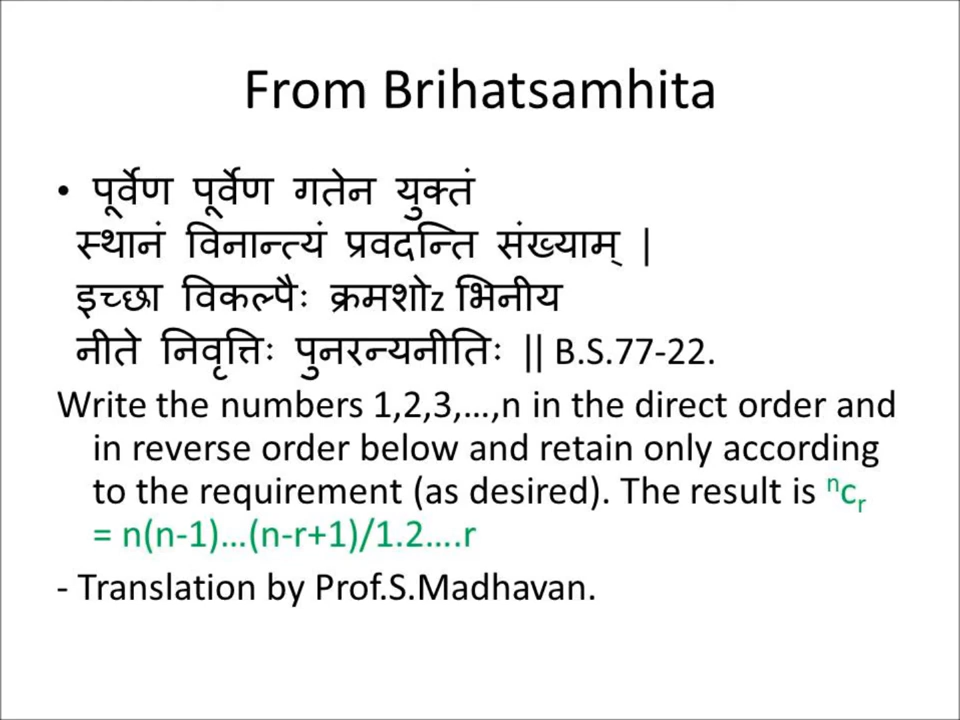 From Brihatsamhita
• पूर्वेण पूर्वेण गतेन युक्तं
स्थानं विनान्त्यं प्रवदन्ति संख्याम् |
इच्छा विकल्पैः क्रमशोz भिनीय
नीते निवृत्तिः पुनरन्यनीतिः || B.S.77-22.
Write the numbers 1,2,3,…,n in the direct order and
in reverse order below and retain only according
to the requirement (as desired). The result is ⁿcᵣ
= n(n-1)…(n-r+1)/1.2….r
- Translation by Prof.S.Madhavan.